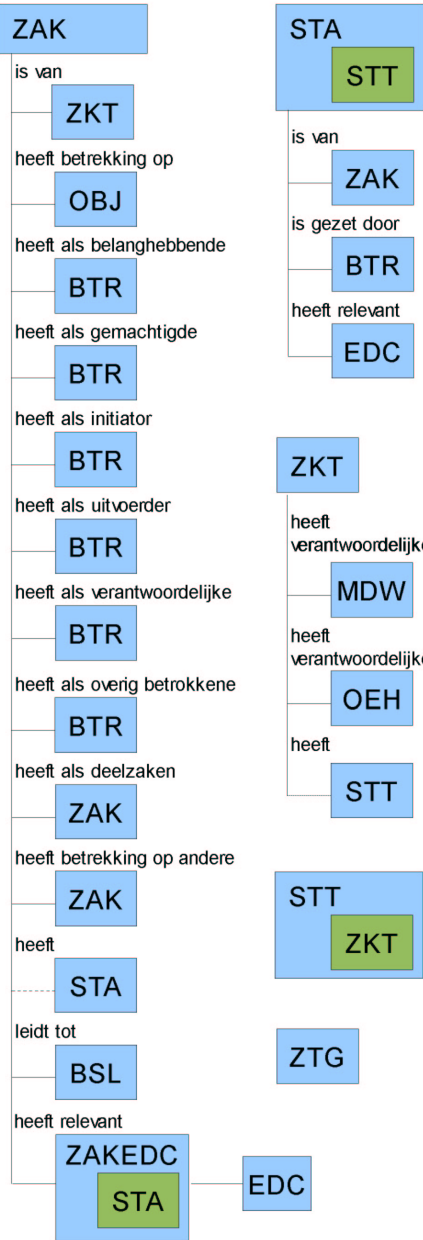 ZAK
is van
ZKT
heeft betrekking op
OBJ
heeft als belanghebbende
BTR
heeft als gemachtigde
BTR
heeft als initiator
BTR
heeft als uitvoerder
BTR
heeft als verantwoordelijke
BTR
heeft als overig betrokkene
BTR
heeft als deelzaken
ZAK
heeft betrekking op andere
ZAK
heeft
STA
leidt tot
BSL
heeft relevant
ZAKEDC
STA
EDC
STA
STT
is van
ZAK
is gezet door
BTR
heeft relevant
EDC
ZKT
heeft
verantwoordelijke
MDW
heeft
verantwoordelijke
OEH
heeft
STT
STT
ZKT
ZTG